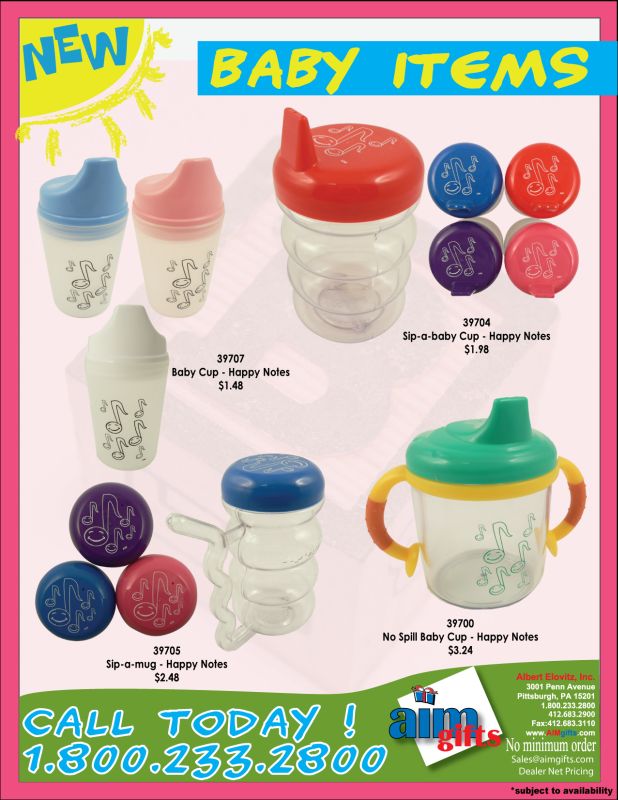 NEW
BABY ITEMS
39704
Sip-a-baby Cup - Happy Notes
$1.98
39707
Baby Cup - Happy Notes
$1.48
39705
Sip-a-mug - Happy Notes
$2.48
39700
No Spill Baby Cup - Happy Notes
$3.24
CALL TODAY !
1.800.233.2800
aim
gifts
Albert Elovitz, Inc.
3001 Penn Avenue
Pittsburgh, PA 15201
1.800.233.2800
412.683.2900
Fax:412.683.3110
www.AIMgifts.com
No minimum order
Sales@aimgifts.com
Dealer Net Pricing
*subject to availability